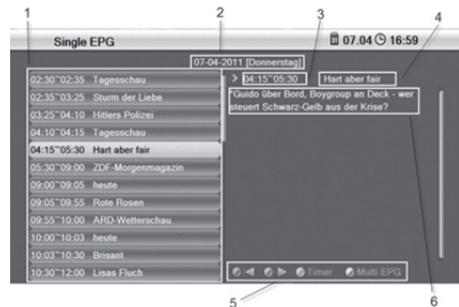 1
2
3
4
Single EPG
07.04 16:59
07-04-2011 [Donnerstag]
02:30~02:35 Tagesschau
02:35~03:25 Sturm der Liebe
03:25~04:10 Hitlers Polizei
04:10~04:15 Tagesschau
04:15~05:30 Hart aber fair
05:30~09:00 ZDF-Morgenmagazin
09:00~09:05 heute
09:05~09:55 Rote Rosen
09:55~10:00 ARD-Wetterschau
10:00~10:03 heute
10:03~10:30 Brisant
10:30~12:00 Lisas Fluch
> 04:15~05:30 Hart aber fair
"Guido über Bord, Boygroup an Deck - wer
steuert Schwarz-Gelb aus der Krise?
Timer Multi EPG
5
6